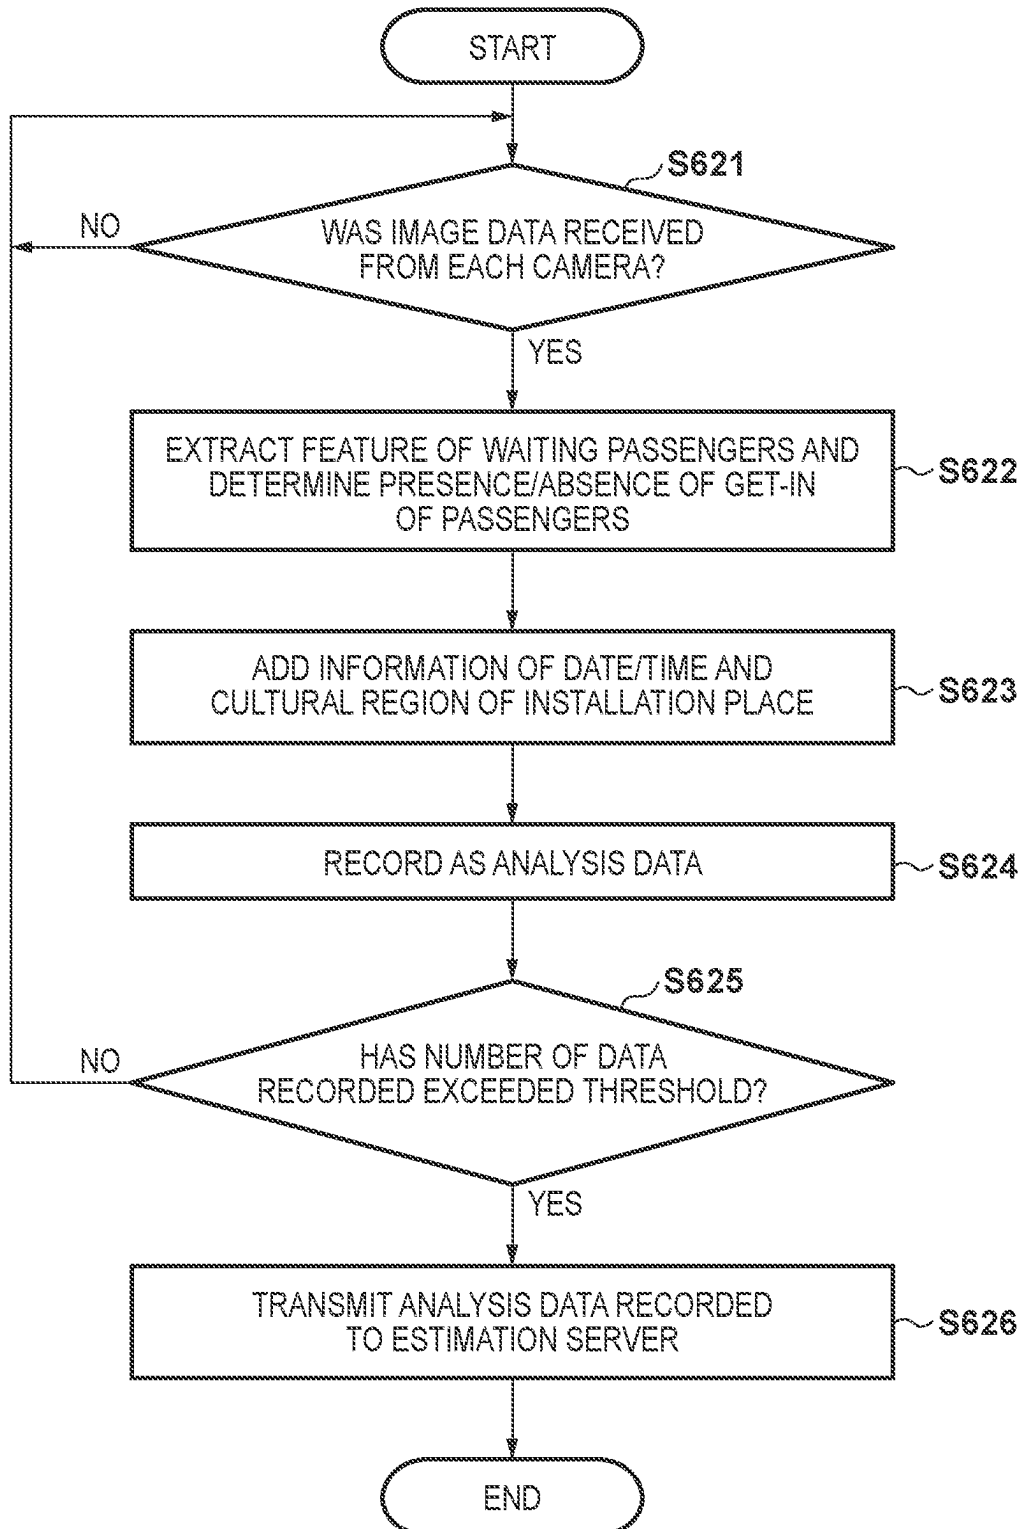 START
S621
NO
WAS IMAGE DATA RECEIVED
FROM EACH CAMERA?
YES
EXTRACT FEATURE OF WAITING PASSENGERS AND
DETERMINE PRESENCE/ABSENCE OF GET-IN
OF PASSENGERS
S622
ADD INFORMATION OF DATE/TIME AND
CULTURAL REGION OF INSTALLATION PLACE
S623
RECORD AS ANALYSIS DATA
S624
S625
NO
HAS NUMBER OF DATA
RECORDED EXCEEDED THRESHOLD?
YES
TRANSMIT ANALYSIS DATA RECORDED
TO ESTIMATION SERVER
S626
END